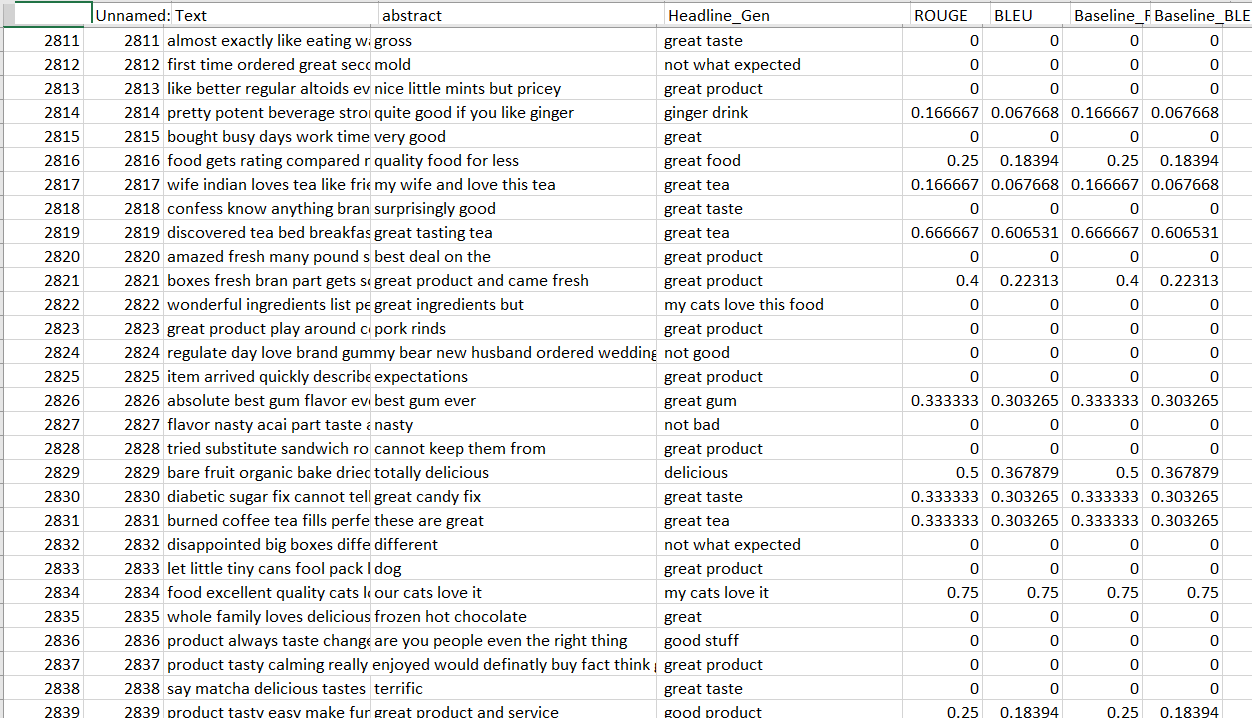 Unnamed: Text abstract Headline_Gen ROUGE BLEU Baseline_F Baseline_BLE
2811 2811 almost exactly like eating wa gross great taste 0 0 0 0
2812 2812 first time ordered great seco mold not what expected 0 0 0 0
2813 2813 like better regular altoids ev nice little mints but pricey great product 0 0 0 0
2814 2814 pretty potent beverage stro quite good if you like ginger ginger drink 0.166667 0.067668 0.166667 0.067668
2815 2815 bought busy days work time very good great 0 0 0 0
2816 2816 food gets rating compared r quality food for less great food 0.25 0.18394 0.25 0.18394
2817 2817 wife indian loves tea like frie my wife and love this tea great tea 0.166667 0.067668 0.166667 0.067668
2818 2818 confess know anything bran surprisingly good great taste 0 0 0 0
2819 2819 discovered tea bed breakfas great tasting tea great tea 0.666667 0.606531 0.666667 0.606531
2820 2820 amazed fresh many pound s best deal on the great product 0 0 0 0
2821 2821 boxes fresh bran part gets so great product and came fresh great product 0.4 0.22313 0.4 0.22313
2822 2822 wonderful ingredients list pe great ingredients but my cats love this food 0 0 0 0
2823 2823 great product play around c pork rinds great product 0 0 0 0
2824 2824 regulate day love brand gum my bear new husband ordered wedding not good 0 0 0 0
2825 2825 item arrived quickly describe expectations great product 0 0 0 0
2826 2826 absolute best gum flavor eve best gum ever great gum 0.333333 0.303265 0.333333 0.303265
2827 2827 flavor nasty acai part taste a nasty not bad 0 0 0 0
2828 2828 tried substitute sandwich ro cannot keep them from great product 0 0 0 0
2829 2829 bare fruit organic bake dried totally delicious delicious 0.5 0.367879 0.5 0.367879
2830 2830 diabetic sugar fix cannot tell great candy fix great taste 0.333333 0.303265 0.333333 0.303265
2831 2831 burned coffee tea fills perfe these are great great tea 0.333333 0.303265 0.333333 0.303265
2832 2832 disappointed big boxes diffe different not what expected 0 0 0 0
2833 2833 let little tiny cans fool pack l dog great product 0 0 0 0
2834 2834 food excellent quality cats lo our cats love it my cats love it 0.75 0.75 0.75 0.75
2835 2835 whole family loves delicious frozen hot chocolate great 0 0 0 0
2836 2836 product always taste change are you people even the right thing good stuff 0 0 0 0
2837 2837 product tasty calming really enjoyed would definatly buy fact think great product 0 0 0 0
2838 2838 say matcha delicious tastes terrific great taste 0 0 0 0
2839 2839 product tasty easy make fur great product and service good product 0.25 0.18394 0.25 0.18394